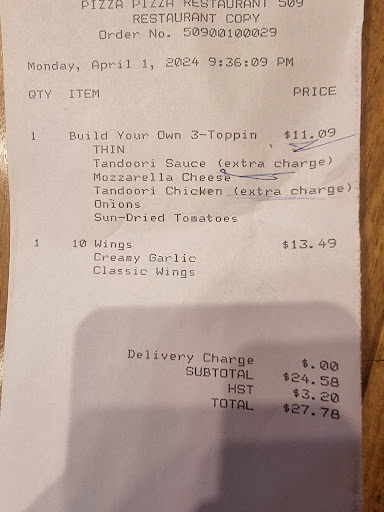 PIZZA PIZZA RESTAURANT 509
RESTAURANT COPY
Order No. 50900100029
Monday, April 1, 2024 9:36:09 PM
QTY ITEM PRICE
1 Build Your Own 3-Toppin $11.09
THIN
Tandoori Sauce (extra charge)
Mozzarella Cheese
Tandoori Chicken (extra charge)
Onions
Sun-Dried Tomatoes
1 10 Wings $13.49
Creamy Garlic
Classic Wings
Delivery Charge $.00
SUBTOTAL $24.58
HST $3.20
TOTAL $27.78